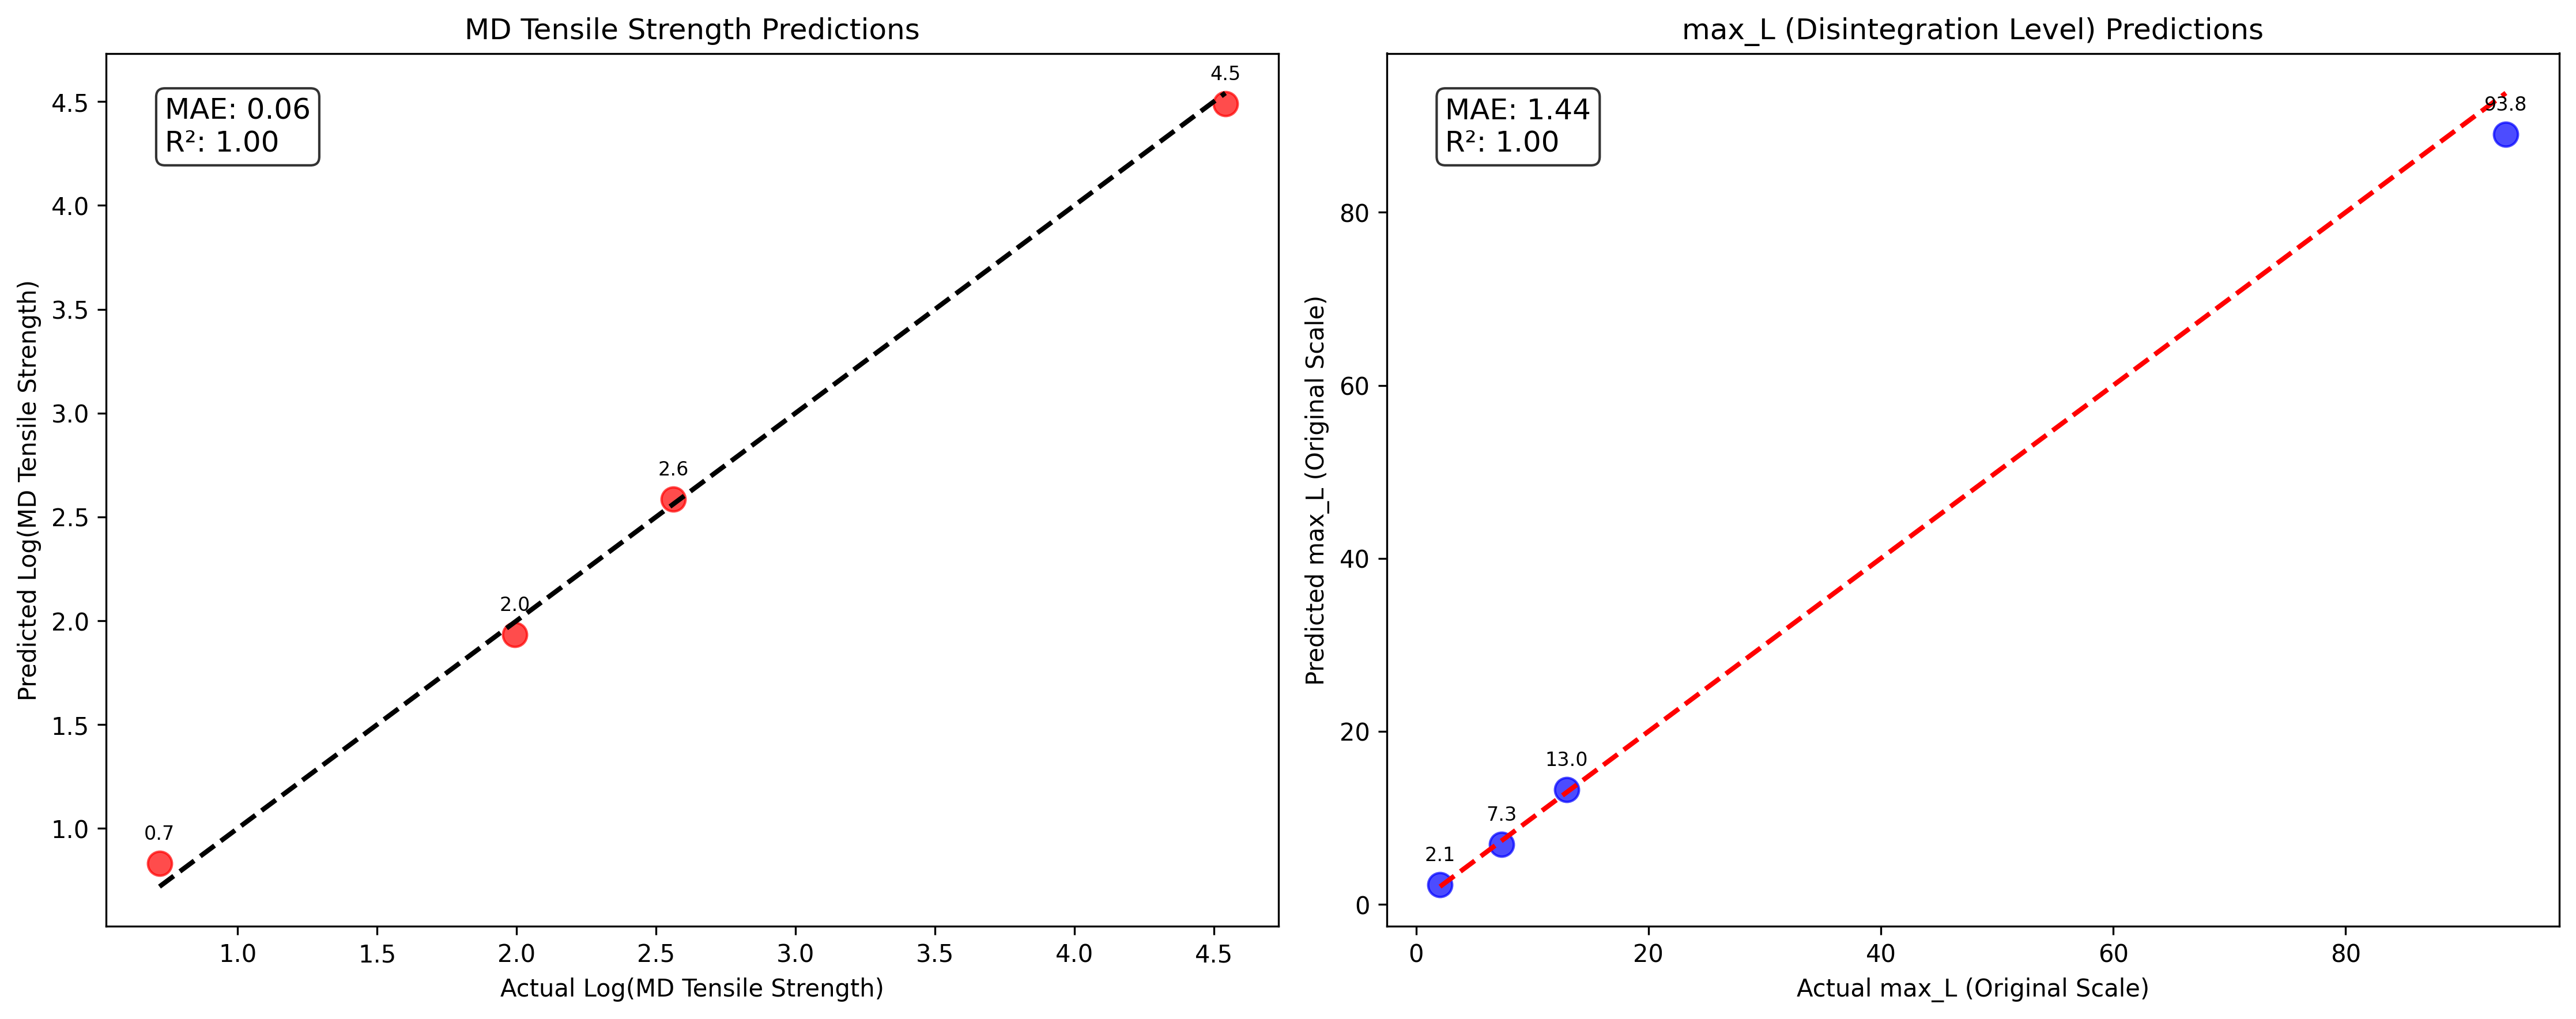 MD Tensile Strength Predictions
MAE: 0.06
R²: 1.00
4.5
2.6
2.0
0.7
4.5
4.0
3.5
3.0
2.5
2.0
1.5
1.0
Predicted Log(MD Tensile Strength)
1.0 1.5 2.0 2.5 3.0 3.5 4.0 4.5
Actual Log(MD Tensile Strength)
max_L (Disintegration Level) Predictions
MAE: 1.44
R²: 1.00
93.8
13.0
7.3
2.1
80
60
40
20
0
Predicted max_L (Original Scale)
0 20 40 60 80
Actual max_L (Original Scale)